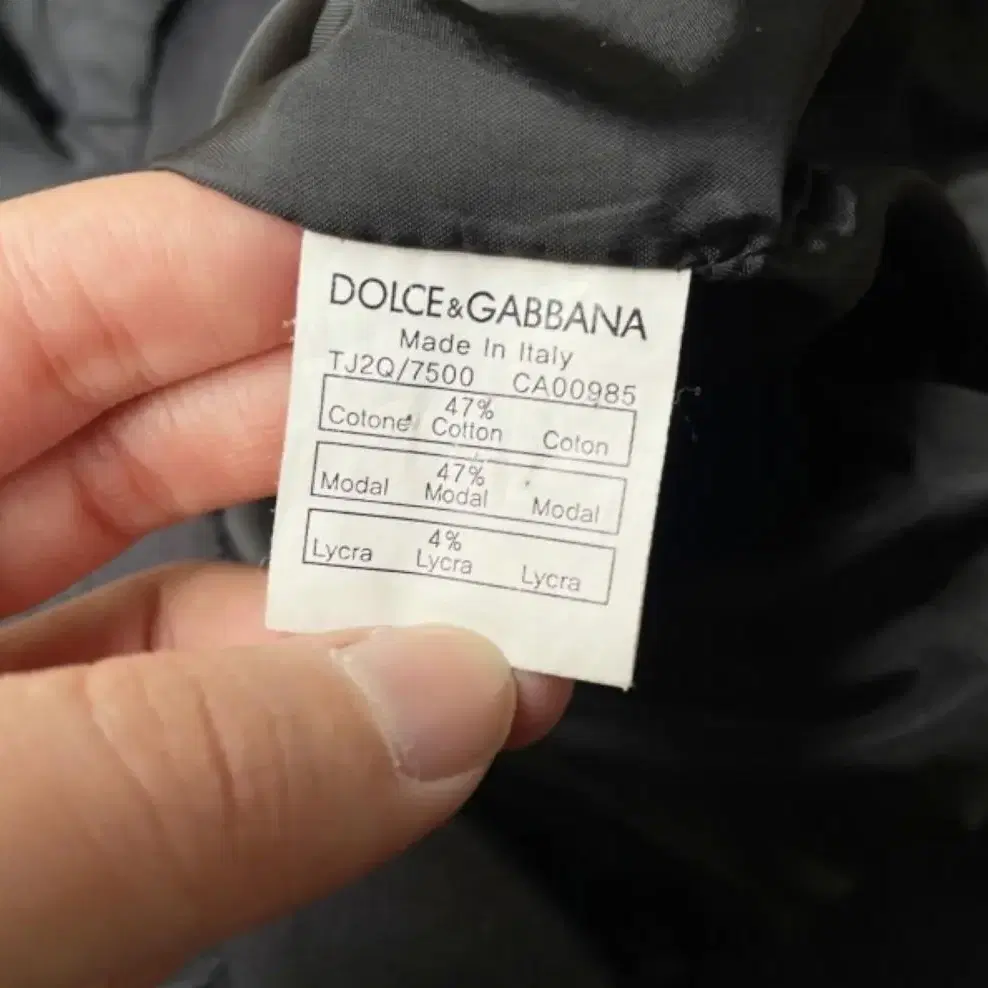 DOLCE&GABBANA
Made In Italy
TJ2Q/7500 CA00985
47%
Cotone Cotton Coton
47%
Modal Modal Modal
4%
Lycra Lycra Lycra